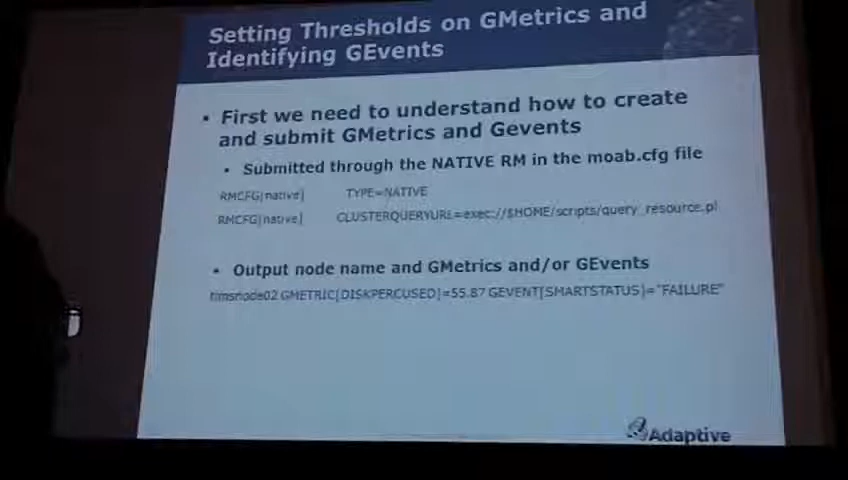 Setting Thresholds on GMetrics and
Identifying GEvents
• First we need to understand how to create
and submit GMetrics and Gevents
• Submitted through the NATIVE RM in the moab.cfg file
RMCFG[native] TYPE=NATIVE
RMCFG[native] CLUSTERQUERYURL=exec://$HOME/scripts/query_resource.pl
• Output node name and GMetrics and/or GEvents
timsnode02 GMETRIC[DISKPERCUSED]=55.87 GEVENT[SMARTSTATUS]="FAILURE"
Adaptive